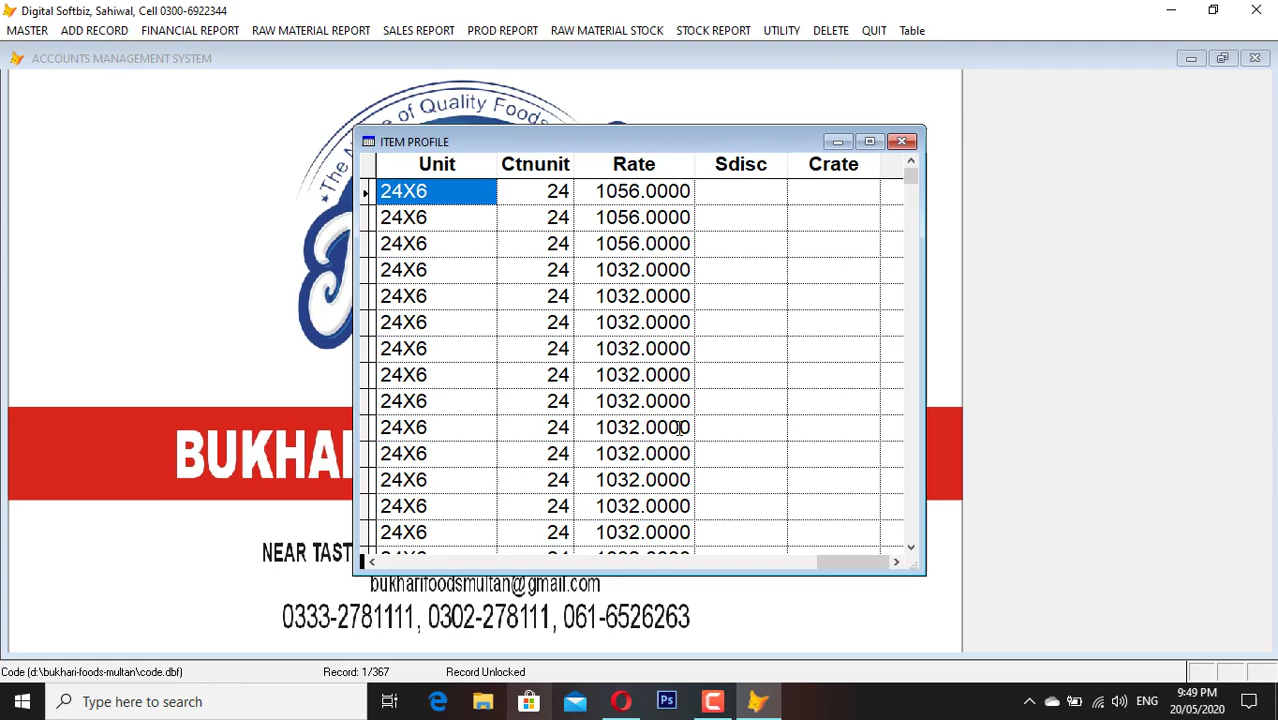 Digital Softbiz, Sahiwal, Cell 0300-6922344
MASTER ADD RECORD FINANCIAL REPORT RAW MATERIAL REPORT SALES REPORT PROD REPORT RAW MATERIAL STOCK STOCK REPORT UTILITY DELETE QUIT Table
ACCOUNTS MANAGEMENT SYSTEM
of Quality Foods
The
ITEM PROFILE
Unit Ctnunit Rate Sdisc Crate
24X6 24 1056.0000
24X6 24 1056.0000
24X6 24 1056.0000
24X6 24 1032.0000
24X6 24 1032.0000
24X6 24 1032.0000
24X6 24 1032.0000
24X6 24 1032.0000
24X6 24 1032.0000
24X6 24 1032.0000
24X6 24 1032.0000
24X6 24 1032.0000
24X6 24 1032.0000
24X6 24 1032.0000
BUKHARI
NEAR TAST
bukharifoodsmultan@gmail.com
0333-2781111, 0302-278111, 061-6526263
Code (d:\bukhari-foods-multan\code.dbf) Record: 1/367 Record Unlocked
Type here to search
Ps
ENG
9:49 PM
20/05/2020